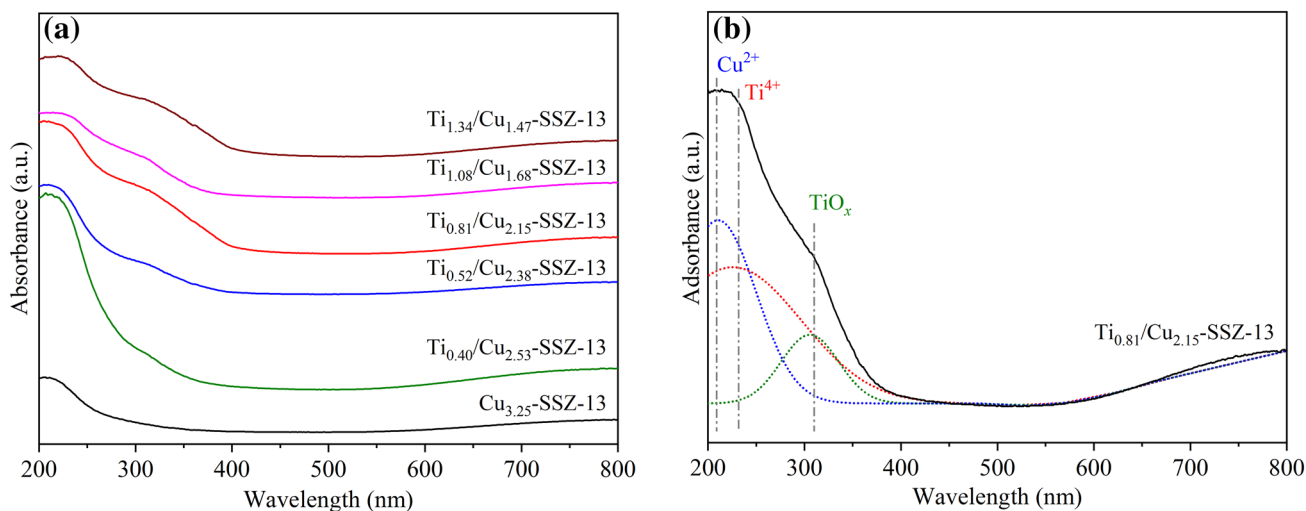 (a)
Absorbance (a.u.)
Ti1.34/Cu1.47-SSZ-13
Ti1.08/Cu1.68-SSZ-13
Ti0.81/Cu2.15-SSZ-13
Ti0.52/Cu2.38-SSZ-13
Ti0.40/Cu2.53-SSZ-13
Cu3.25-SSZ-13
200 300 400 500 600 700 800
Wavelength (nm)
(b)
Adsorbance (a.u.)
Cu2+
Ti4+
TiOx
Ti0.81/Cu2.15-SSZ-13
200 300 400 500 600 700 800
Wavelength (nm)